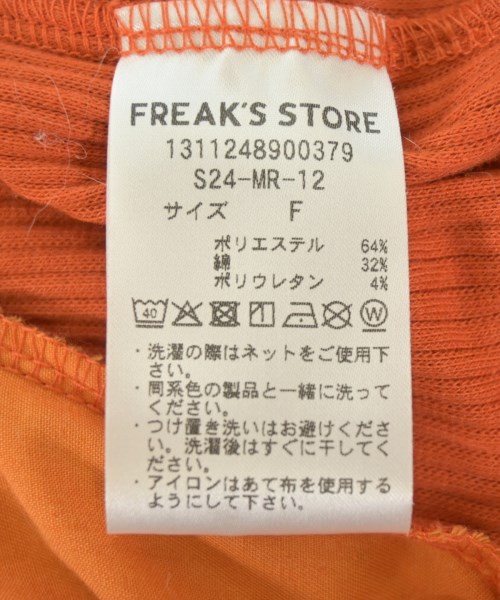 FREAK'S STORE
1311248900379
S24-MR-12
サイズ F
ポリエステル 64%
綿 32%
ポリウレタン 4%
40 W
・洗濯の際はネットをご使用下
さい。
・同系色の製品と一緒に洗って
ください。
・つけ置き洗いはお避けくださ
い。洗濯後はすぐに干してく
ださい。
・アイロンはあて布を使用する
ようにして下さい。